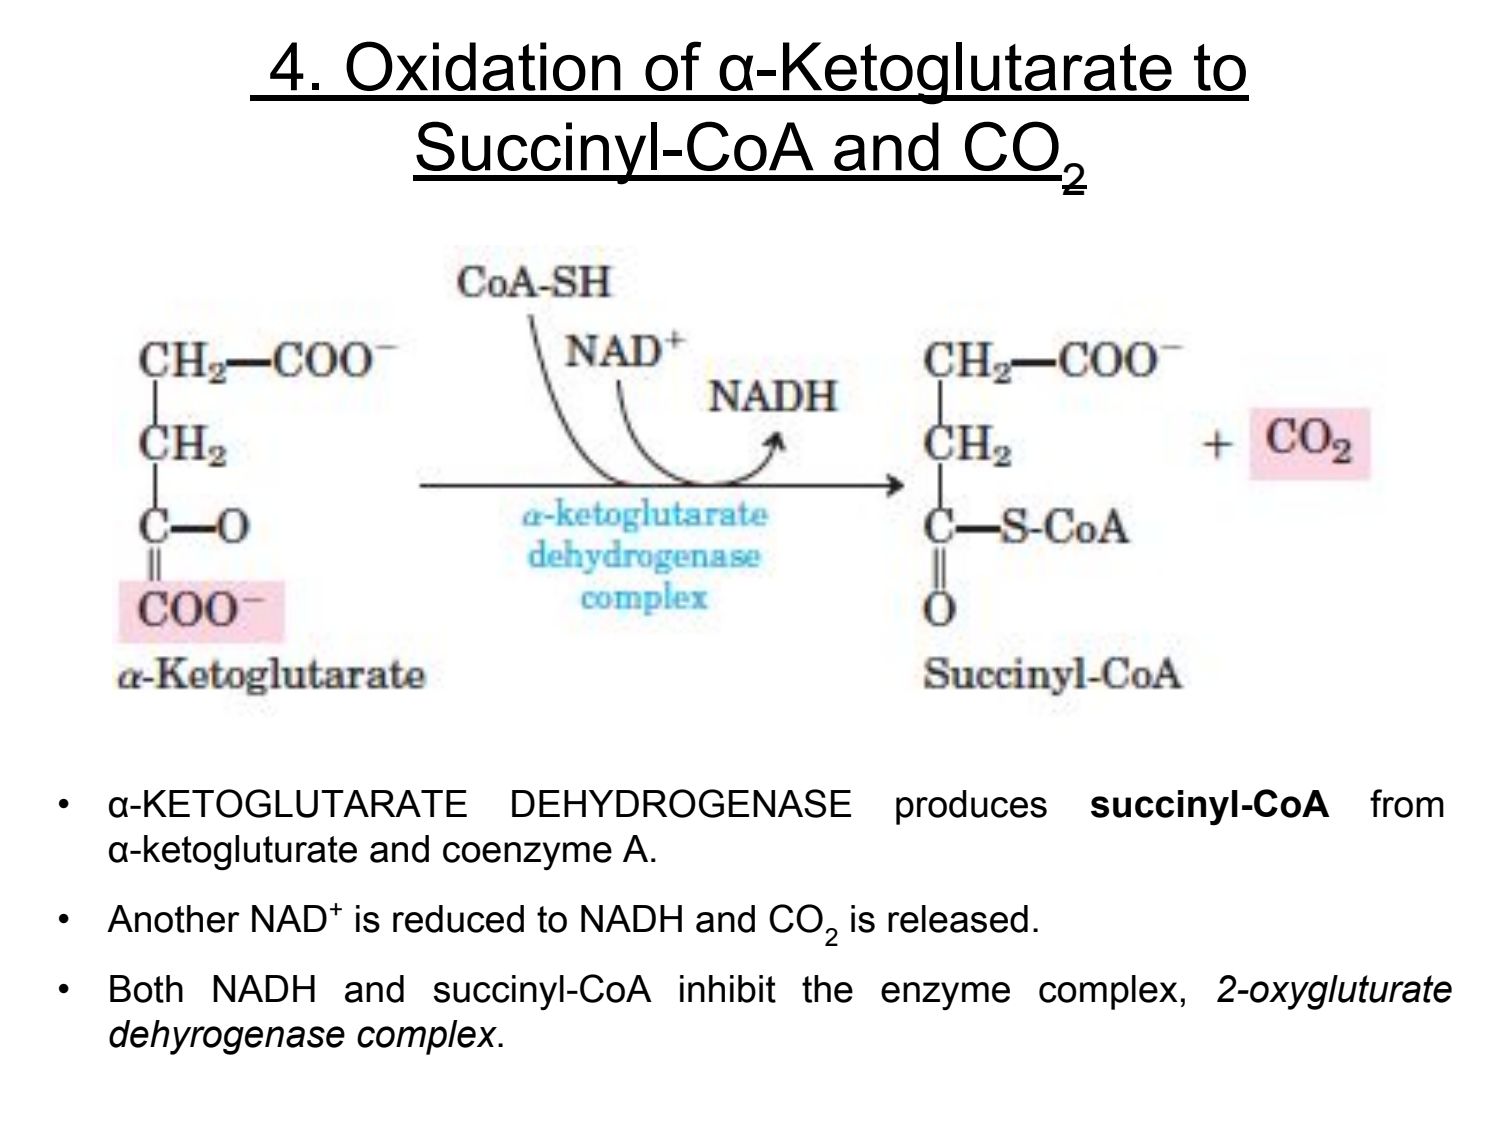 4. Oxidation of α-Ketoglutarate to
Succinyl-CoA and CO₂
CoA-SH
NAD⁺
NADH
CH₂—COO⁻
CH₂
C—O
COO⁻
α-Ketoglutarate
α-ketoglutarate
dehydrogenase
complex
CH₂—COO⁻
CH₂
C—S-CoA
O
Succinyl-CoA
+ CO₂
• α-KETOGLUTARATE DEHYDROGENASE produces succinyl-CoA from
α-ketogluturate and coenzyme A.
• Another NAD⁺ is reduced to NADH and CO₂ is released.
• Both NADH and succinyl-CoA inhibit the enzyme complex, 2-oxygluturate
dehyrogenase complex.